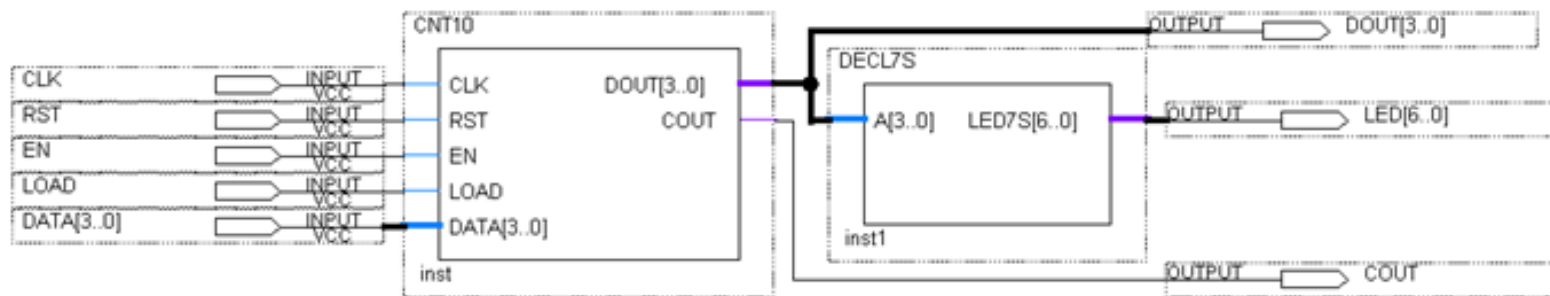 CNT10
OUTPUT DOUT[3..0]
DECL7S
CLK INPUT VCC
CLK DOUT[3..0]
RST INPUT VCC
RST COUT
A[3..0] LED7S[6..0]
OUTPUT LED[6..0]
EN INPUT VCC
EN
LOAD INPUT VCC
LOAD
DATA[3..0] INPUT VCC
DATA[3..0]
inst1
inst
OUTPUT COUT